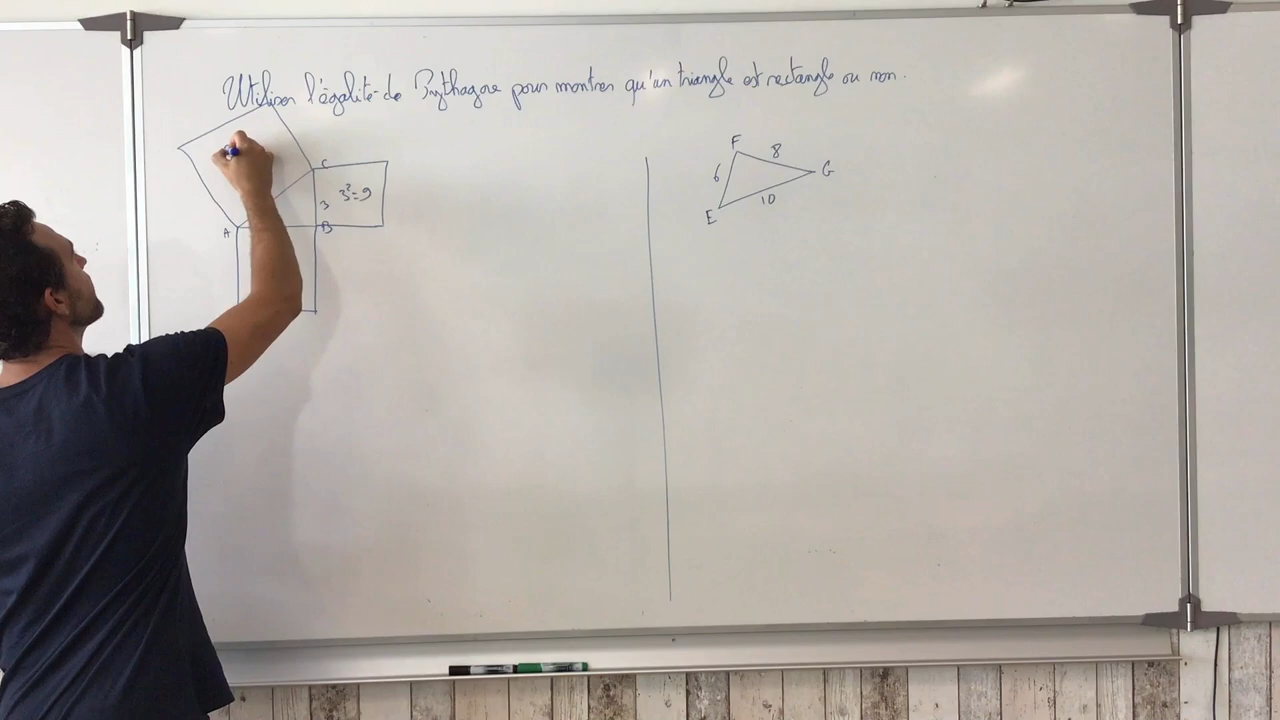 Utiliser l'égalité de Pythagore pour montrer qu'un triangle est rectangle ou non.
C
3²=9
3
A
B
F
8
6
G
10
E